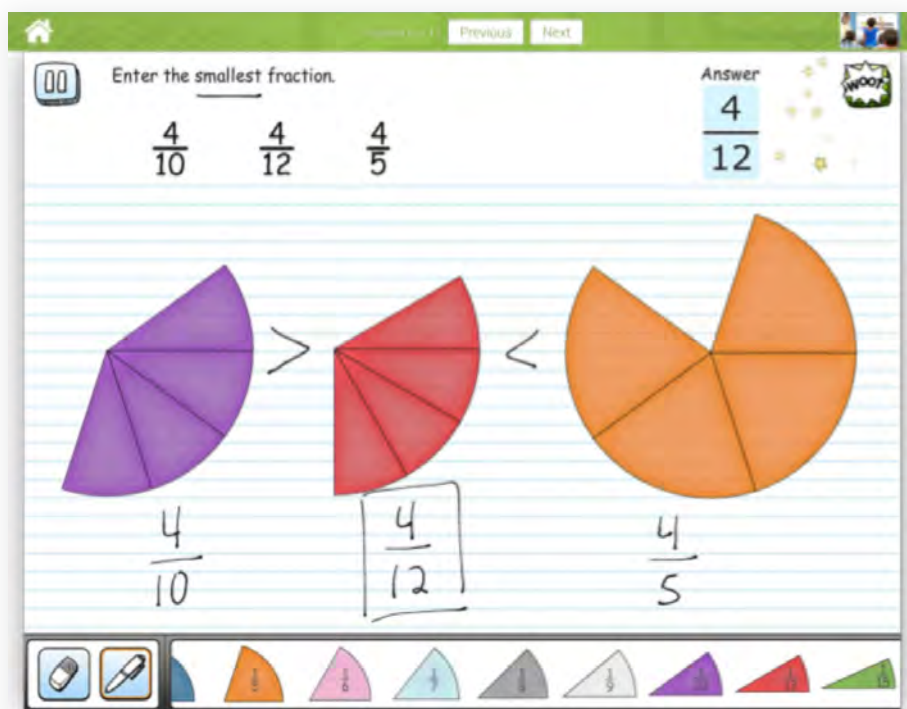 Previous Next
Enter the smallest fraction.
Answer
WOOT
4/10 4/12 4/5
4/12
> <
4/10 4/12 4/5